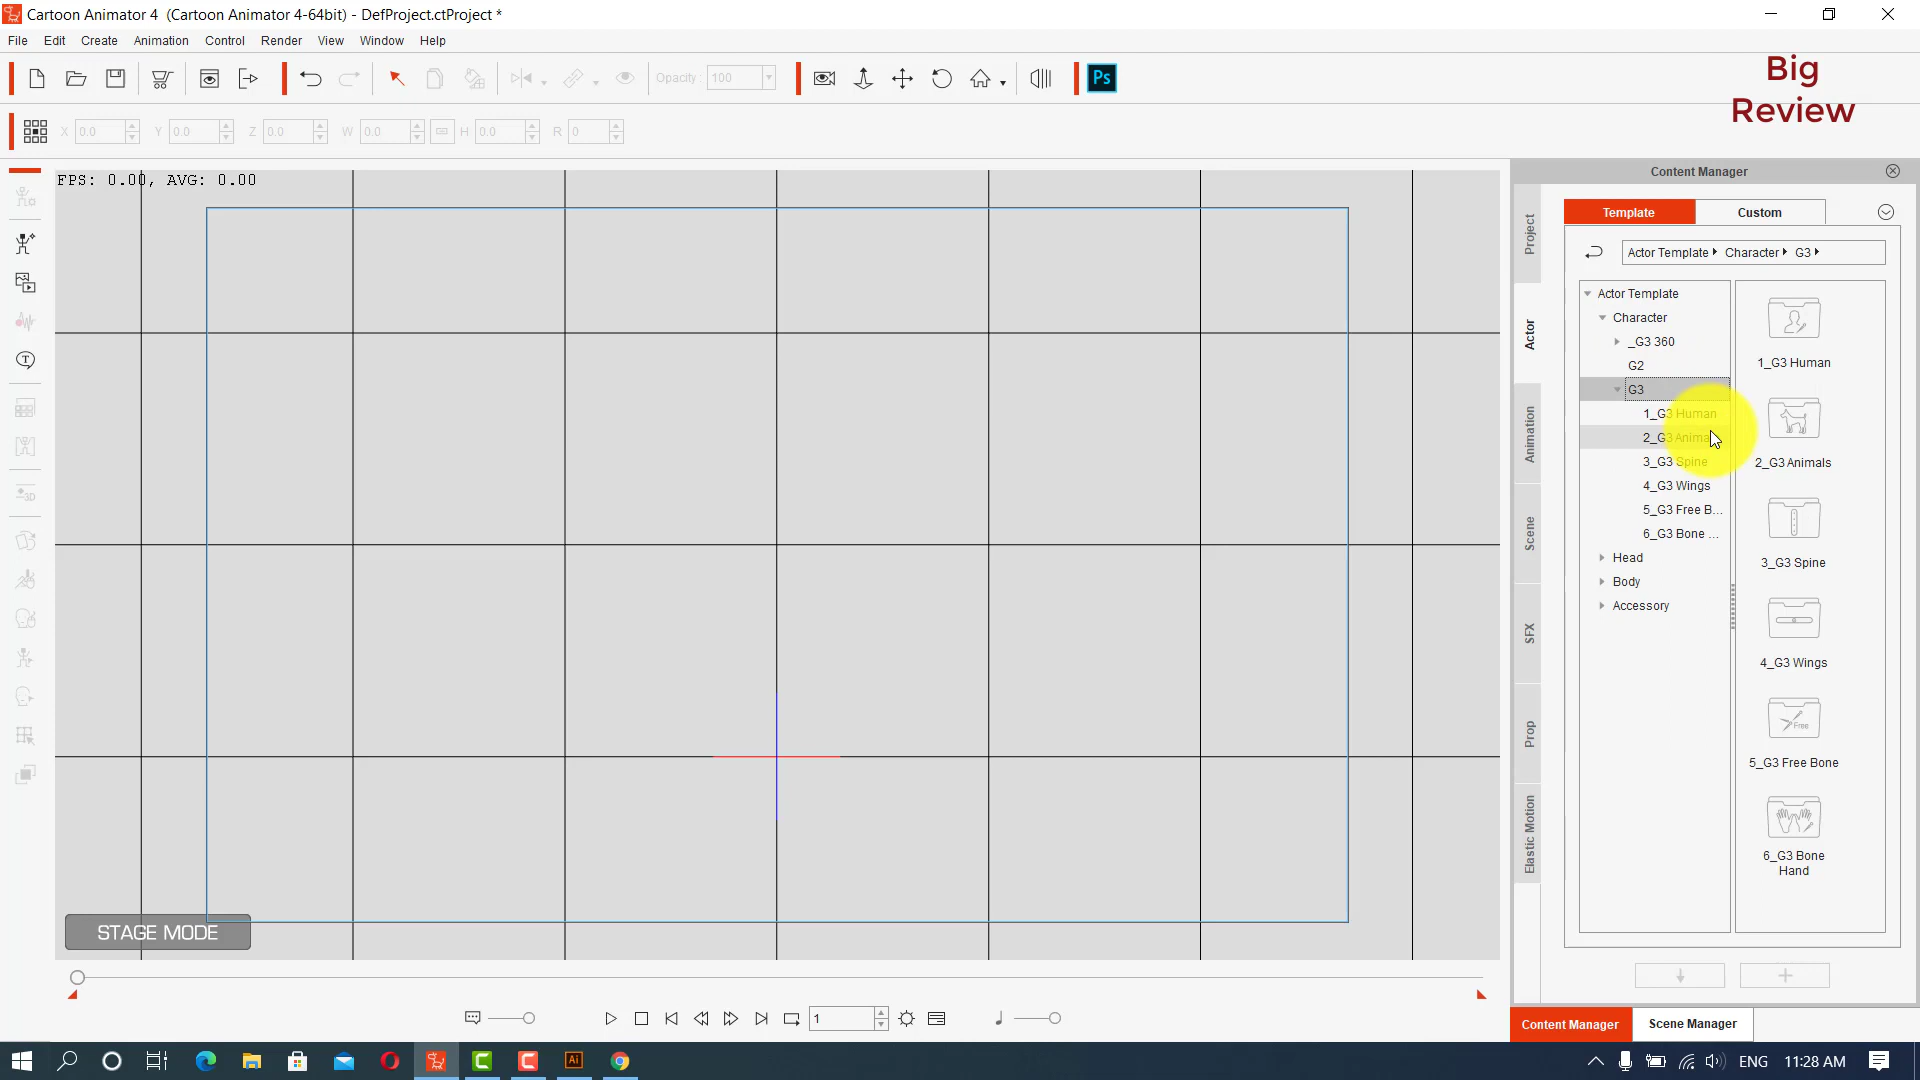 Cartoon Animator 4  (Cartoon Animator 4-64bit) - DefProject.ctProject *
File Edit Create Animation Control Render View Window Help
Big
Review
Opacity: 100
Ps
X 0.0 Y 0.0 Z 0.0 W 0.0 H 0.0 R 0
FPS: 0.00, AVG: 0.00
STAGE MODE
3D
Content Manager
Template Custom
Actor Template Character G3
Project
Actor
Animation
Scene
SFX
Prop
Elastic Motion
Actor Template
Character
_G3 360
G2
G3
1_G3 Human
2_G3 Anima
3_G3 Spine
4_G3 Wings
5_G3 Free B...
6_G3 Bone ...
Head
Body
Accessory
1_G3 Human
2_G3 Animals
3_G3 Spine
4_G3 Wings
Free
5_G3 Free Bone
6_G3 Bone
Hand
1
Content Manager Scene Manager
Ai
ENG 11:28 AM